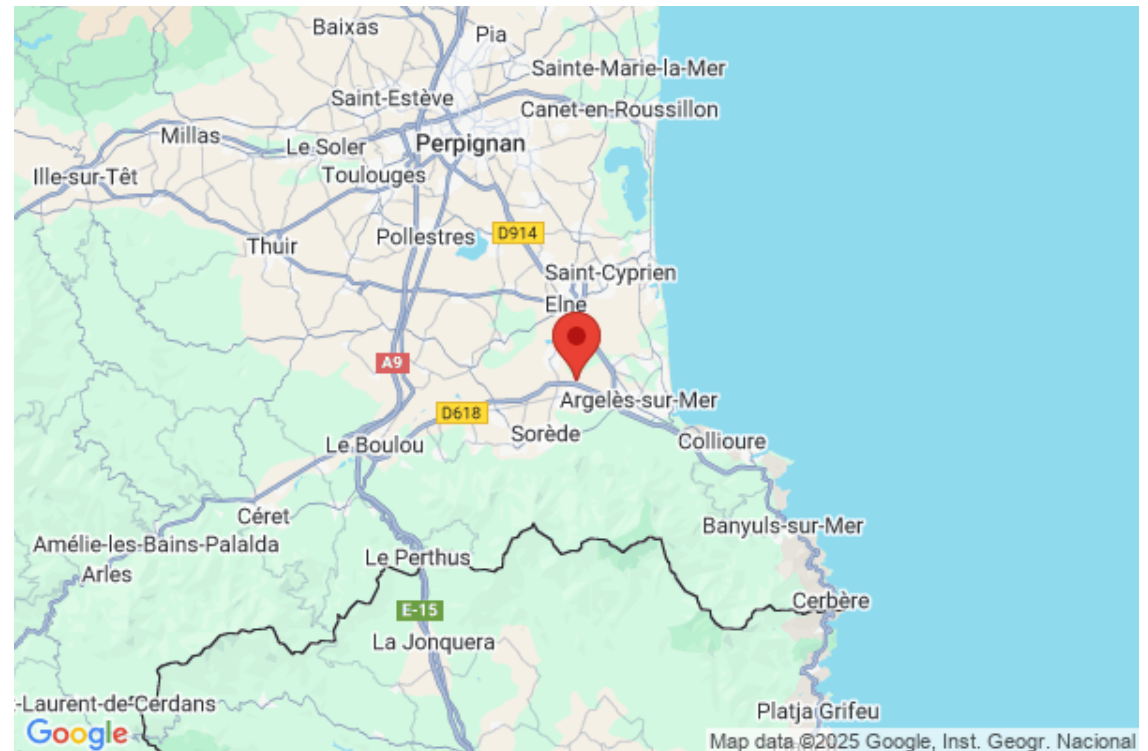 Baixas
Pia
Sainte-Marie-la-Mer
Saint-Estève
Canet-en-Roussillon
Millas
Le Soler
Perpignan
Ille-sur-Têt
Toulouges
Thuir
Pollestres
D914
Saint-Cyprien
Elne
A9
Argelès-sur-Mer
D618
Sorède
Collioure
Le Boulou
Céret
Banyuls-sur-Mer
Amélie-les-Bains-Palalda
Le Perthus
Arles
Cerbère
E-15
La Jonquera
t-Laurent-de-Cerdans
Platja Grifeu
Google
Map data ©2025 Google, Inst. Geogr. Nacional